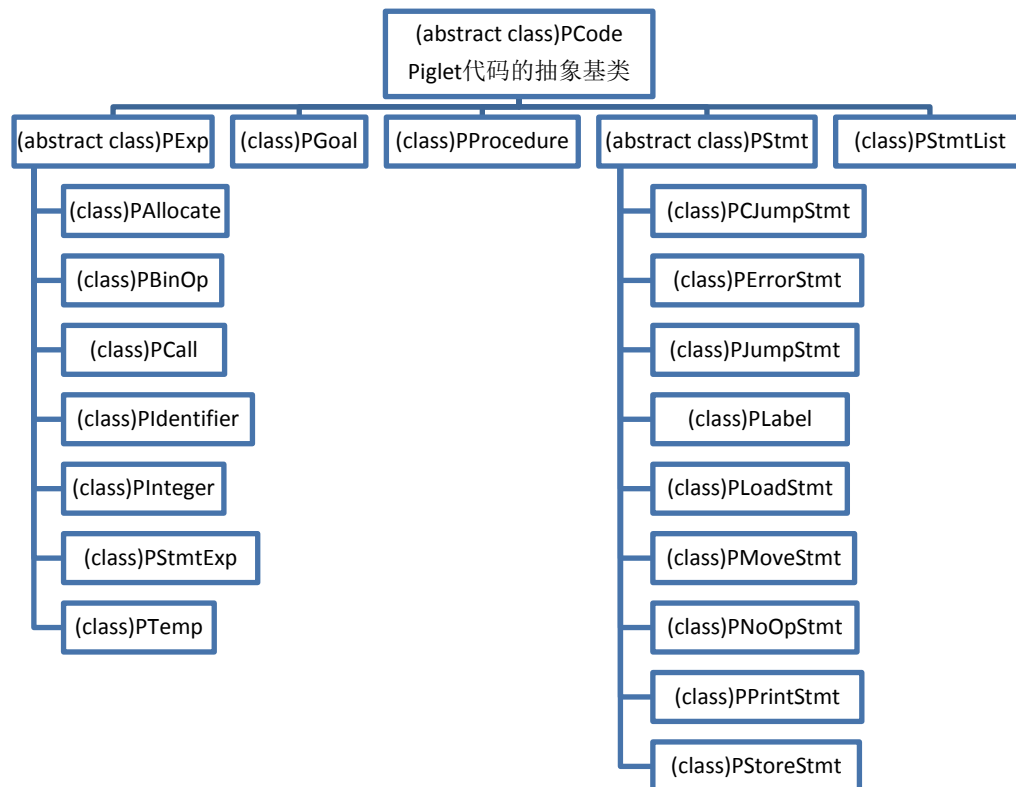 (abstract class)PCode
Piglet代码的抽象基类
(abstract class)PExp
(class)PGoal
(class)PProcedure
(abstract class)PStmt
(class)PStmtList
(class)PAllocate
(class)PBinOp
(class)PCall
(class)PIdentifier
(class)PInteger
(class)PStmtExp
(class)PTemp
(class)PCJumpStmt
(class)PErrorStmt
(class)PJumpStmt
(class)PLabel
(class)PLoadStmt
(class)PMoveStmt
(class)PNoOpStmt
(class)PPrintStmt
(class)PStoreStmt